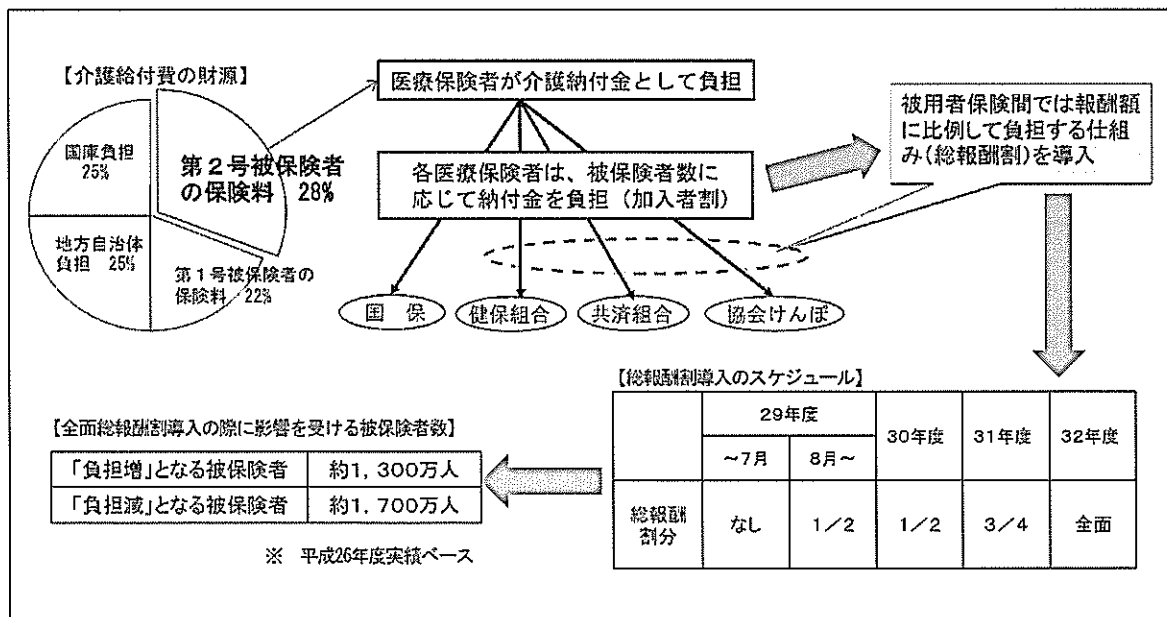 【介護給付費の財源】
国庫負担
25%
第２号被保険者
の保険料 28%
地方自治体
負担 25%
第１号被保険者の
保険料 22%
医療保険者が介護納付金として負担
各医療保険者は、被保険者数に
応じて納付金を負担（加入者割）
被用者保険間では報酬額
に比例して負担する仕組
み（総報酬割）を導入
国 保
健保組合
共済組合
協会けんぽ
【総報酬割導入のスケジュール】
29年度
30年度
31年度
32年度
～7月
8月～
総報酬
割分
なし
1／2
1／2
3／4
全面
【全面総報酬割導入の際に影響を受ける被保険者数】
「負担増」となる被保険者 約1，300万人
「負担減」となる被保険者 約1，700万人
※ 平成26年度実績ベース